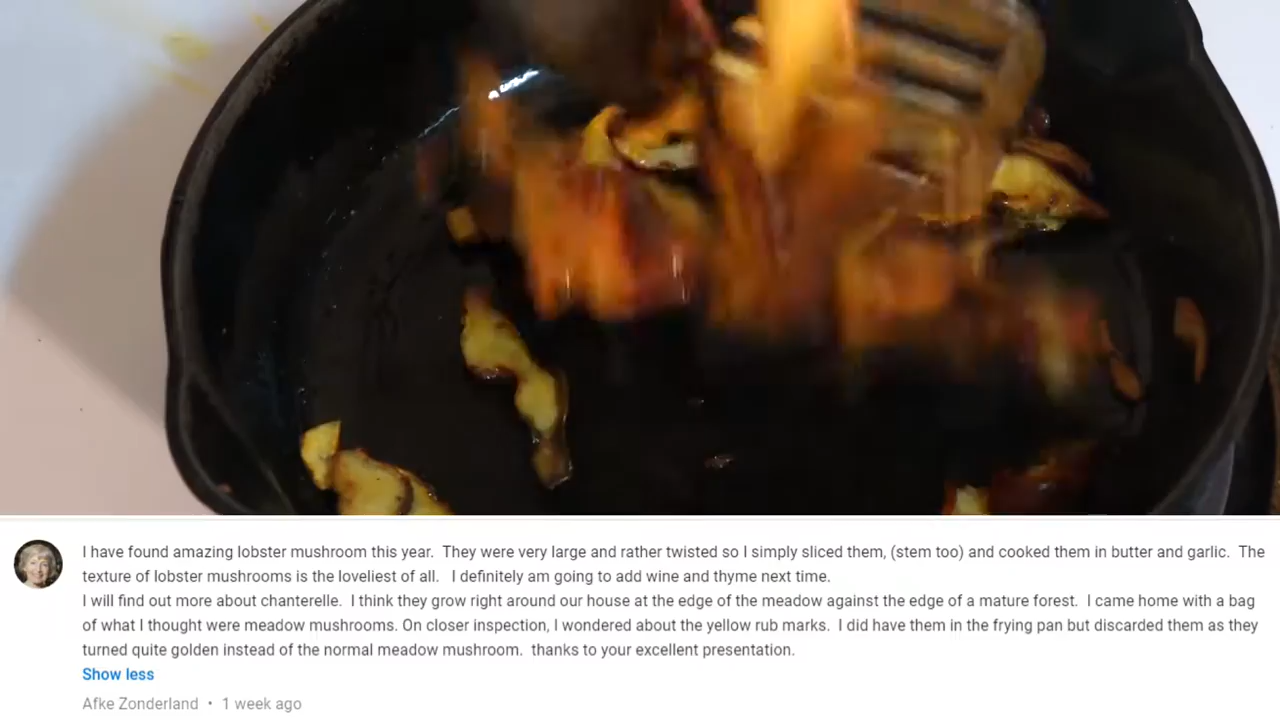 I have found amazing lobster mushroom this year. They were very large and rather twisted so I simply sliced them, (stem too) and cooked them in butter and garlic. The
texture of lobster mushrooms is the loveliest of all. I definitely am going to add wine and thyme next time.
I will find out more about chanterelle. I think they grow right around our house at the edge of the meadow against the edge of a mature forest. I came home with a bag
of what I thought were meadow mushrooms. On closer inspection, I wondered about the yellow rub marks. I did have them in the frying pan but discarded them as they
turned quite golden instead of the normal meadow mushroom. thanks to your excellent presentation.
Show less
Afke Zonderland • 1 week ago